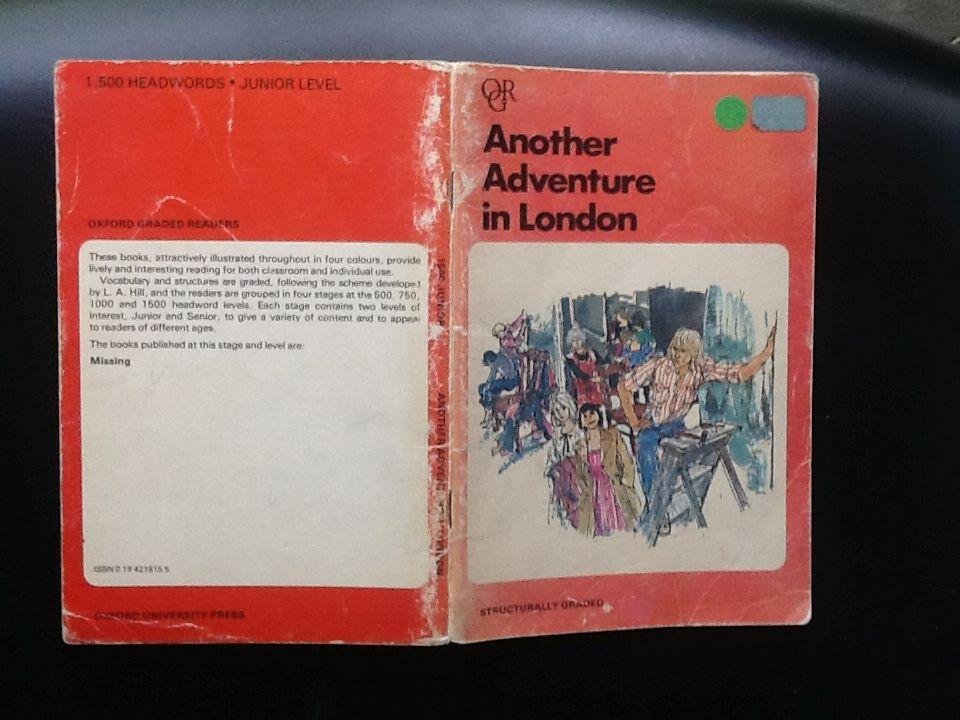 1,500 HEADWORDS • JUNIOR LEVEL
OXFORD GRADED READERS
These books, attractively illustrated throughout in four colours, provide
lively and interesting reading for both classroom and individual use.
Vocabulary and structures are graded, following the scheme developed
by L. A. Hill, and the readers are grouped in four stages at the 500, 750,
1000 and 1500 headword levels. Each stage contains two levels of
interest, Junior and Senior, to give a variety of content and to appeal
to readers of different ages.
The books published at this stage and level are:
Missing
ISBN 0 19 421815 5
OXFORD UNIVERSITY PRESS
1500 JUNIOR
ANOTHER
OGR
Another
Adventure
in London
STRUCTURALLY GRADED